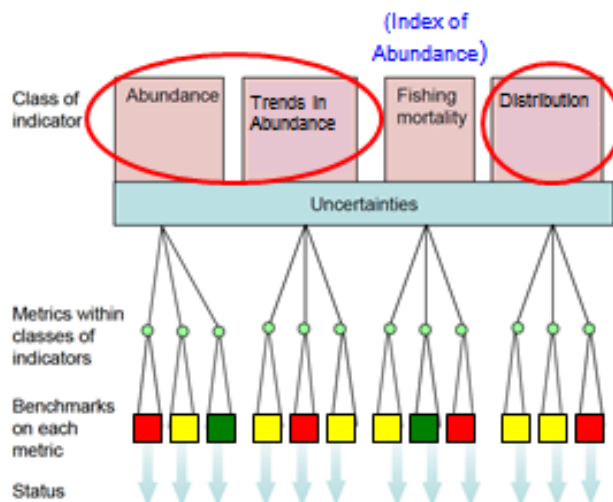 (Index of
Abundance)
Class of
indicator
Abundance
Trends in
Abundance
Fishing
mortality
Distribution
Uncertainties
Metrics within
classes of
indicators
Benchmarks
on each
metric
Status